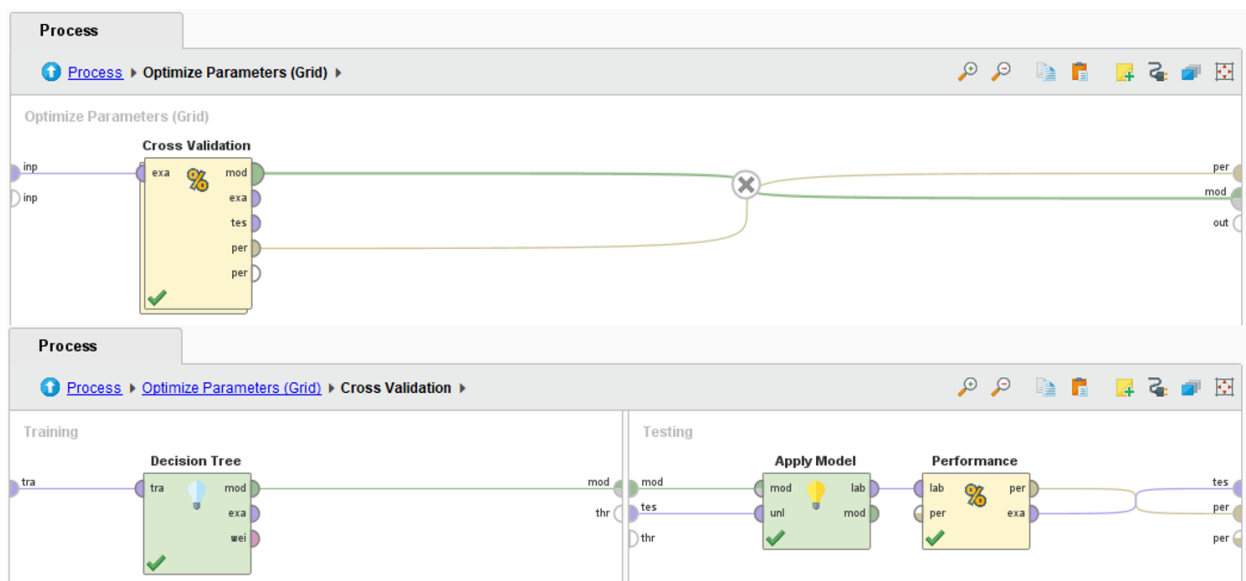 Process
Process Optimize Parameters (Grid)
Optimize Parameters (Grid)
Cross Validation
inp exa mod per
inp exa mod
tes out
per
per
Process
Process Optimize Parameters (Grid) Cross Validation
Training Testing
Decision Tree Apply Model Performance
tra tra mod mod mod mod lab lab per tes
exa thr tes unl mod per exa per
wei thr per